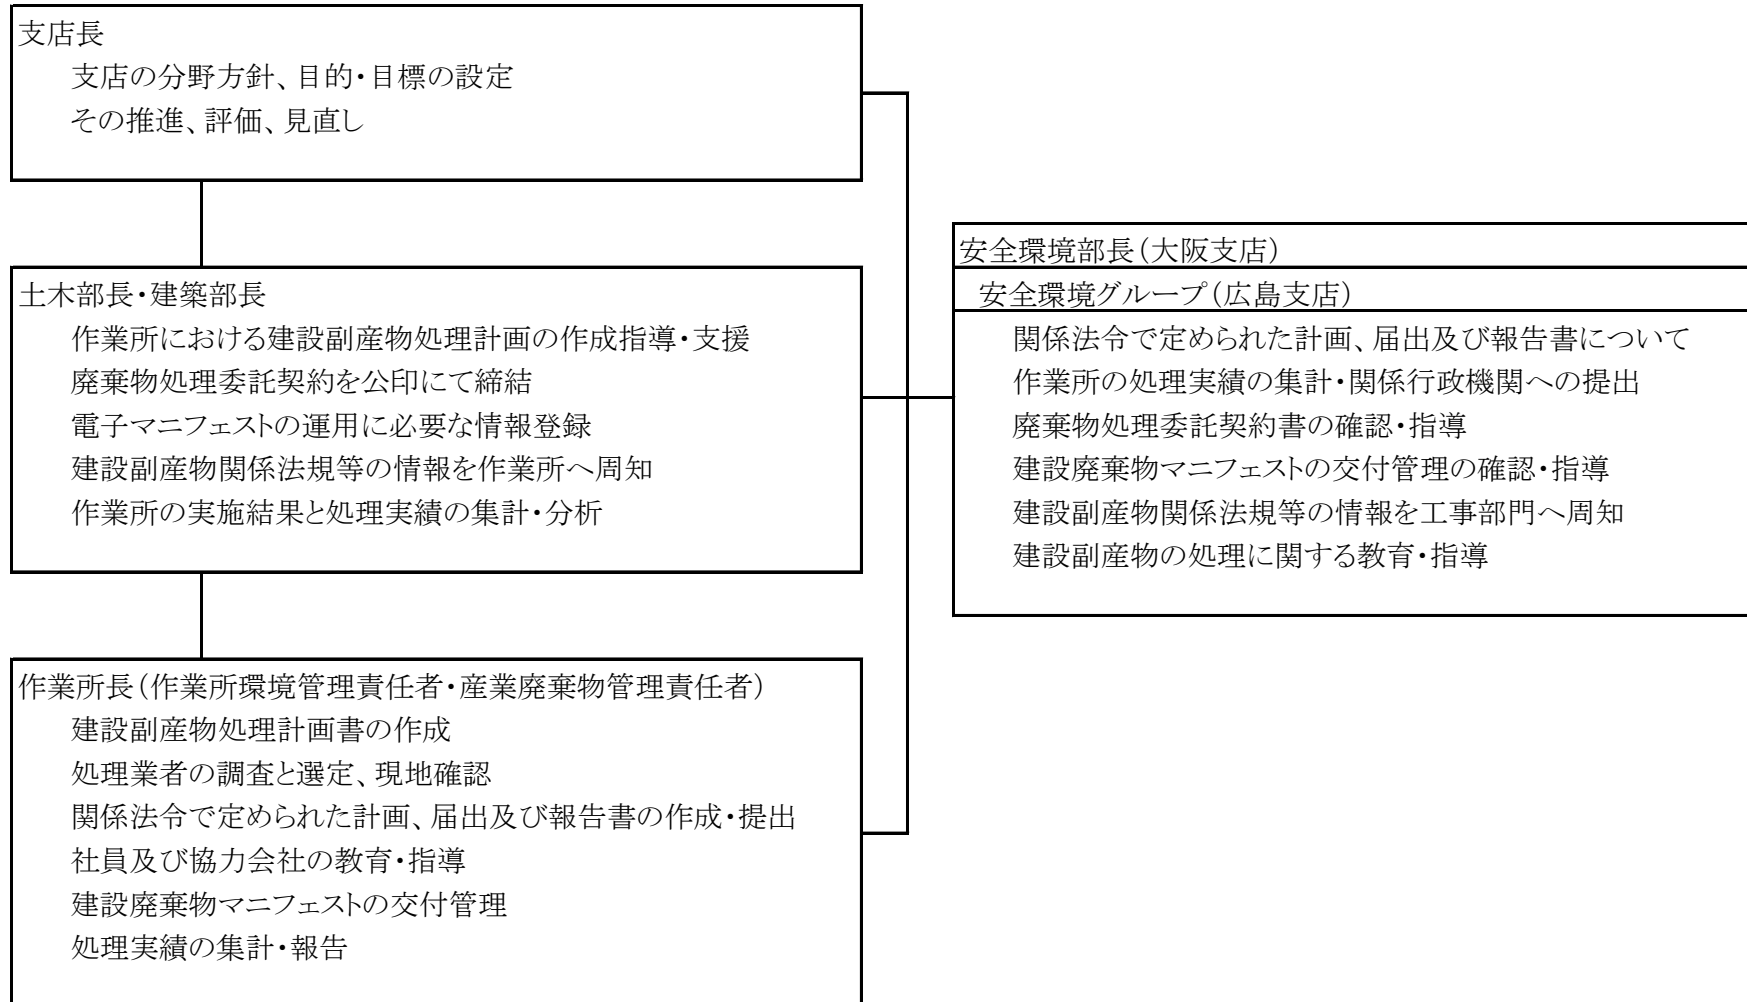 支店長
支店の分野方針、目的・目標の設定
その推進、評価、見直し
土木部長・建築部長
作業所における建設副産物処理計画の作成指導・支援
廃棄物処理委託契約を公印にて締結
電子マニフェストの運用に必要な情報登録
建設副産物関係法規等の情報を作業所へ周知
作業所の実施結果と処理実績の集計・分析
作業所長(作業所環境管理責任者・産業廃棄物管理責任者)
建設副産物処理計画書の作成
処理業者の調査と選定、現地確認
関係法令で定められた計画、届出及び報告書の作成・提出
社員及び協力会社の教育・指導
建設廃棄物マニフェストの交付管理
処理実績の集計・報告
安全環境部長(大阪支店)
安全環境グループ(広島支店)
関係法令で定められた計画、届出及び報告書について
作業所の処理実績の集計・関係行政機関への提出
廃棄物処理委託契約書の確認・指導
建設廃棄物マニフェストの交付管理の確認・指導
建設副産物関係法規等の情報を工事部門へ周知
建設副産物の処理に関する教育・指導